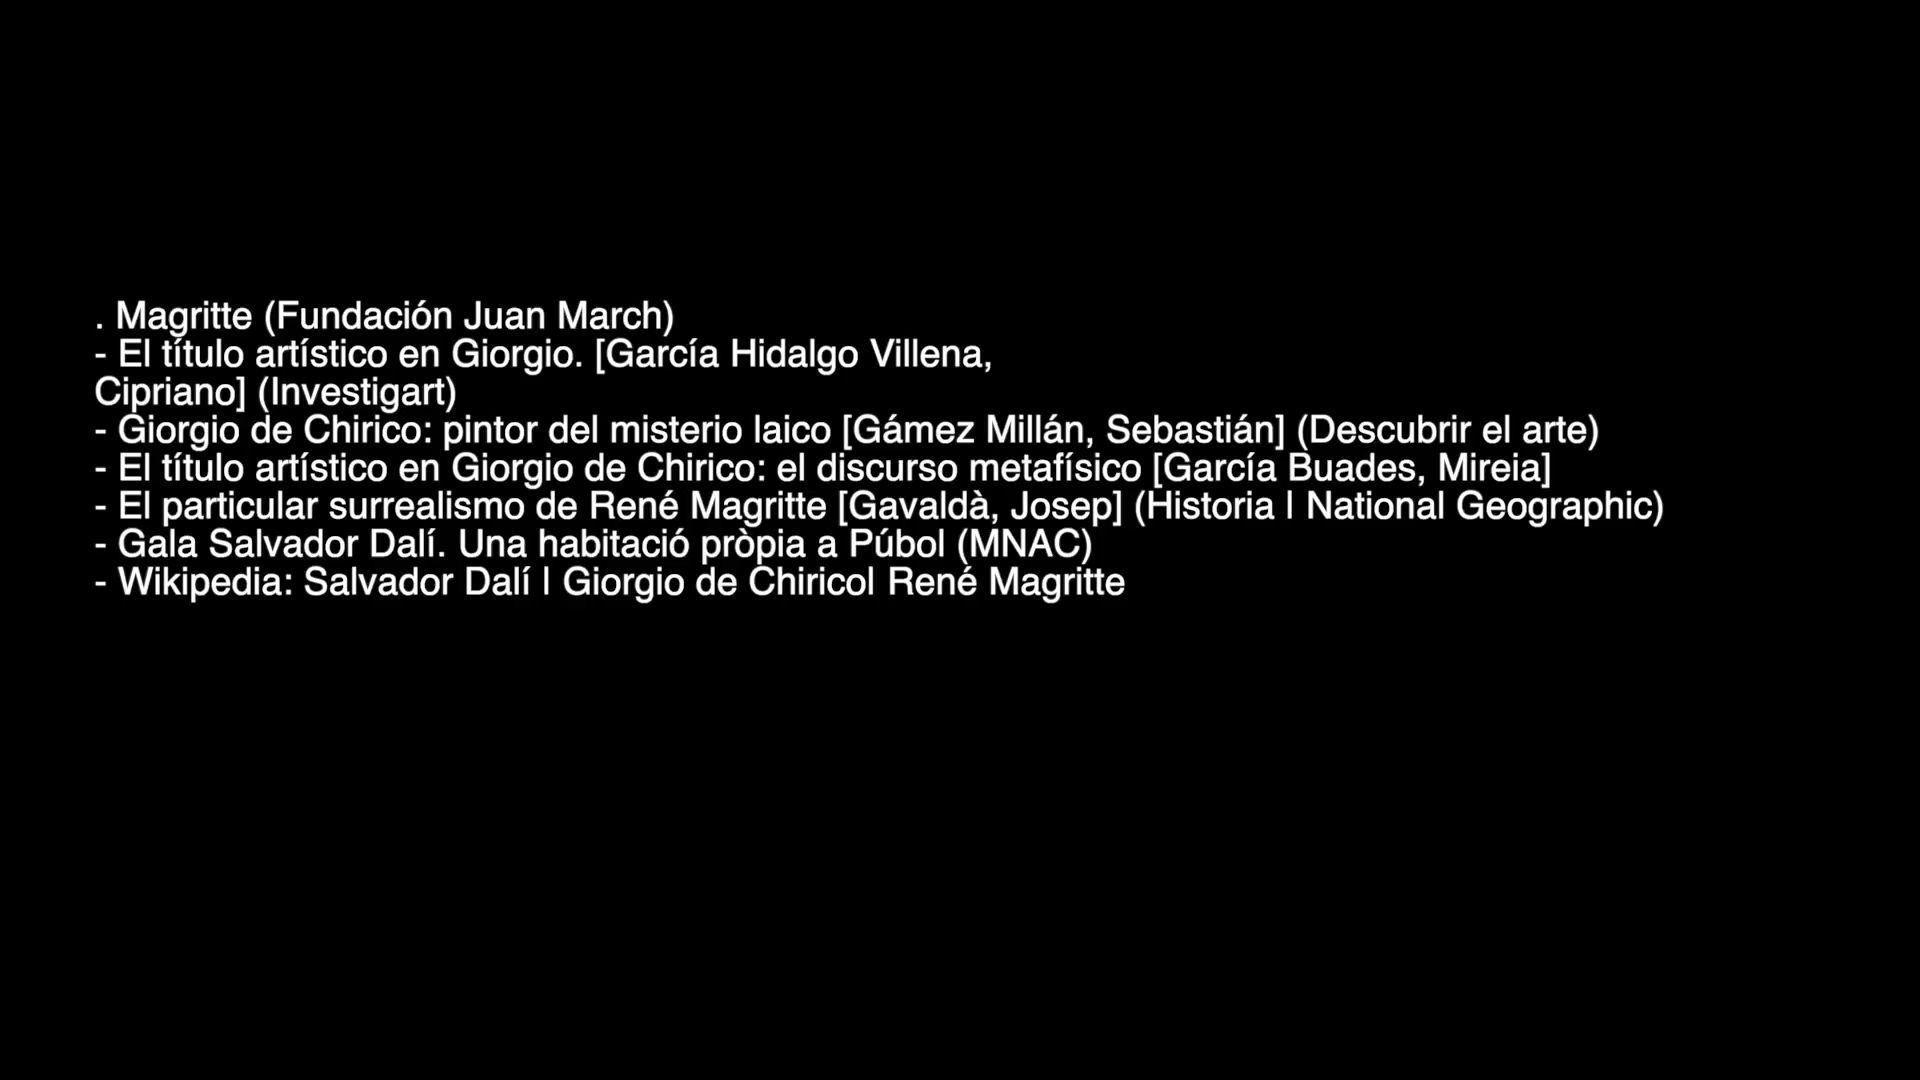 . Magritte (Fundación Juan March)
- El título artístico en Giorgio. [García Hidalgo Villena,
Cipriano] (Investigart)
- Giorgio de Chirico: pintor del misterio laico [Gámez Millán, Sebastián] (Descubrir el arte)
- El título artístico en Giorgio de Chirico: el discurso metafísico [García Buades, Mireia]
- El particular surrealismo de René Magritte [Gavaldà, Josep] (Historia | National Geographic)
- Gala Salvador Dalí. Una habitació pròpia a Púbol (MNAC)
- Wikipedia: Salvador Dalí | Giorgio de Chirico| René Magritte